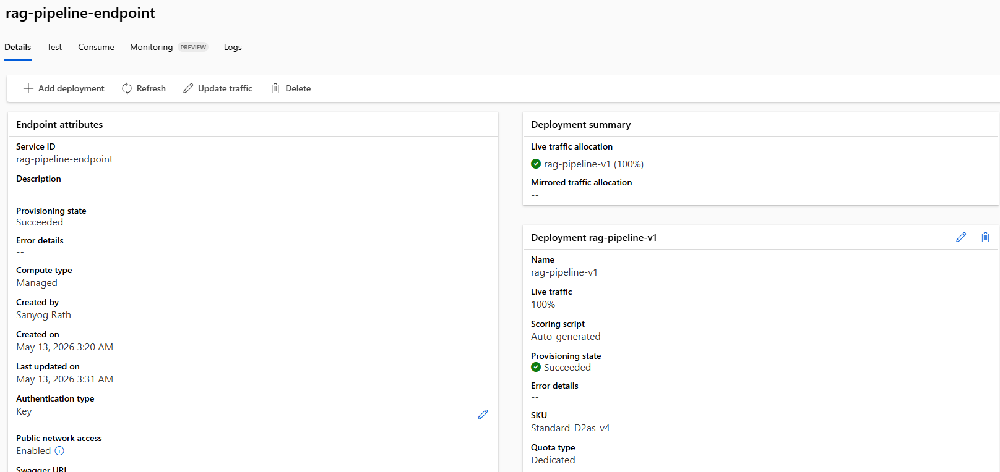 rag-pipeline-endpoint
Details Test Consume Monitoring PREVIEW Logs
Add deployment Refresh Update traffic Delete
Endpoint attributes
Service ID
rag-pipeline-endpoint
Description
--
Provisioning state
Succeeded
Error details
--
Compute type
Managed
Created by
Sanyog Rath
Created on
May 13, 2026 3:20 AM
Last updated on
May 13, 2026 3:31 AM
Authentication type
Key
Public network access
Enabled
Swagger URI
Deployment summary
Live traffic allocation
rag-pipeline-v1 (100%)
Mirrored traffic allocation
--
Deployment rag-pipeline-v1
Name
rag-pipeline-v1
Live traffic
100%
Scoring script
Auto-generated
Provisioning state
Succeeded
Error details
--
SKU
Standard_D2as_v4
Quota type
Dedicated